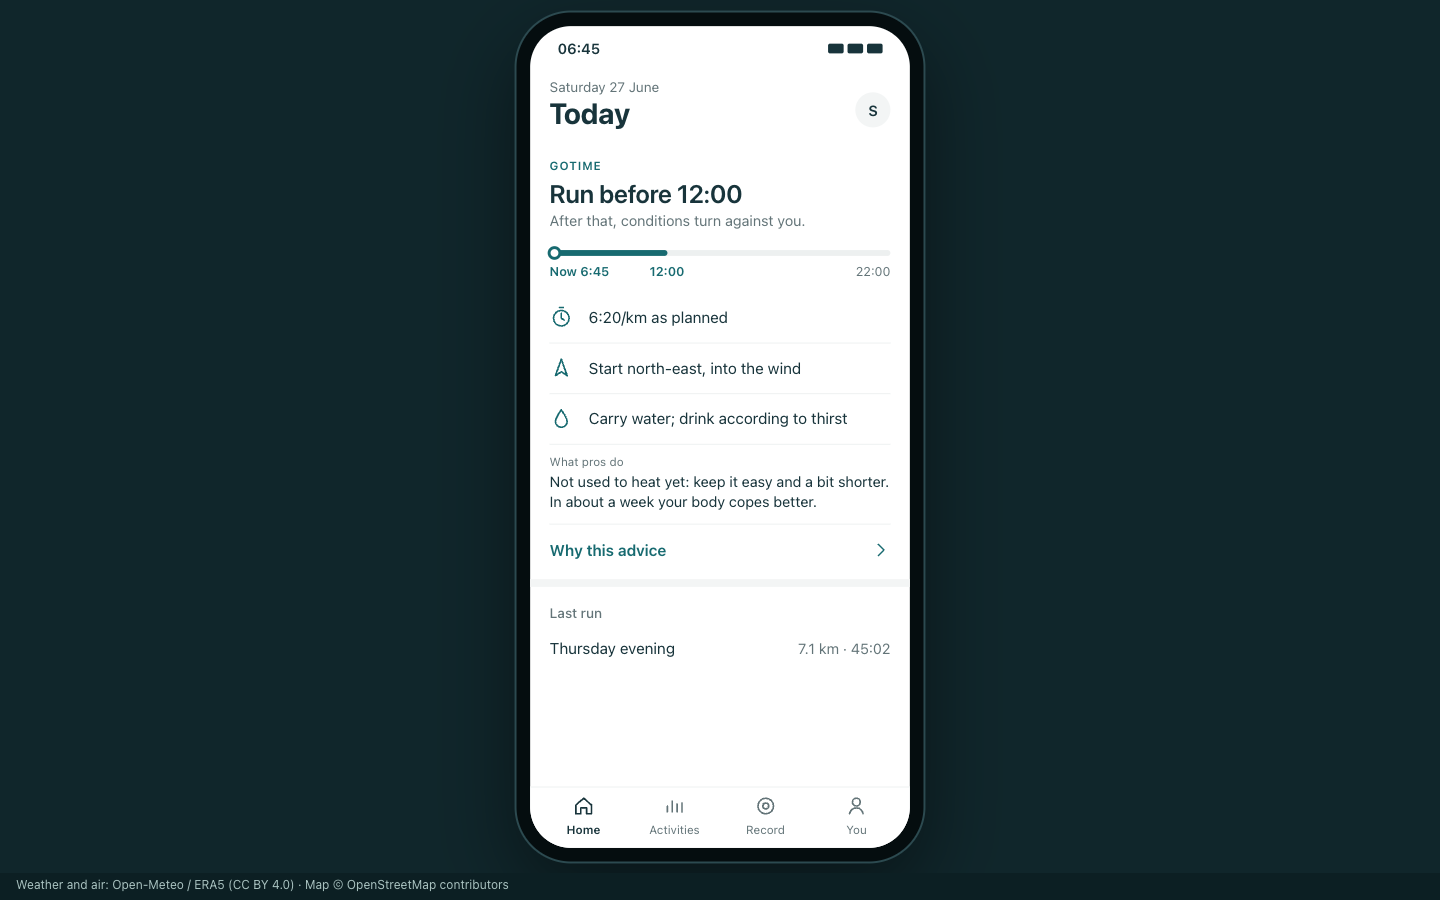 06:45
Saturday 27 June
Today
S
GOTIME
Run before 12:00
After that, conditions turn against you.
Now 6:45 12:00 22:00
6:20/km as planned
Start north-east, into the wind
Carry water; drink according to thirst
What pros do
Not used to heat yet: keep it easy and a bit shorter.
In about a week your body copes better.
Why this advice
Last run
Thursday evening 7.1 km · 45:02
Home Activities Record You
Weather and air: Open-Meteo / ERA5 (CC BY 4.0) · Map © OpenStreetMap contributors